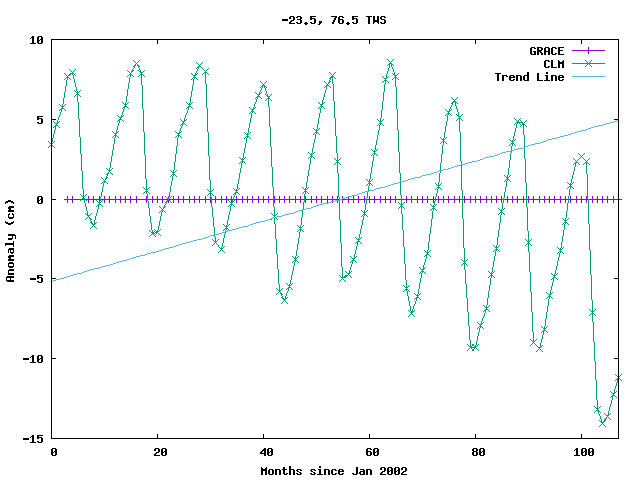 -23.5, 76.5 TWS
10
GRACE
CLM
Trend Line
5
0
-5
-10
-15
Anomaly (cm)
0 20 40 60 80 100
Months since Jan 2002